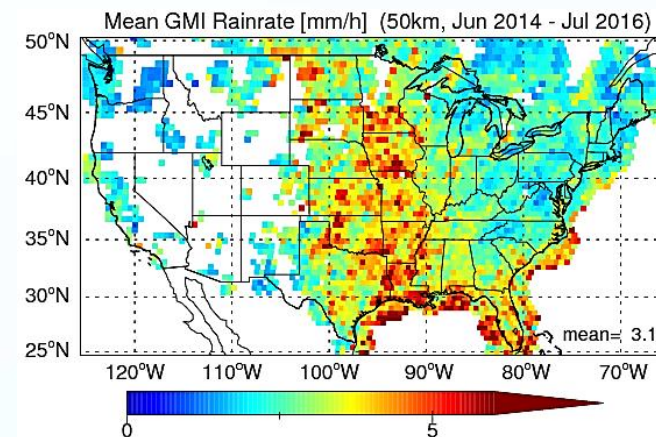 Mean GMI Rainrate [mm/h] (50km, Jun 2014 - Jul 2016)
50°N
45°N
40°N
35°N
30°N
25°N
mean= 3.1
120°W 110°W 100°W 90°W 80°W 70°W
0 5